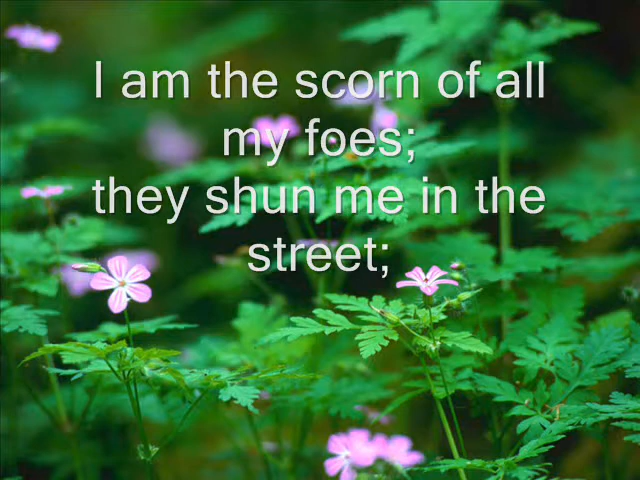 I am the scorn of all
my foes;
they shun me in the
street;